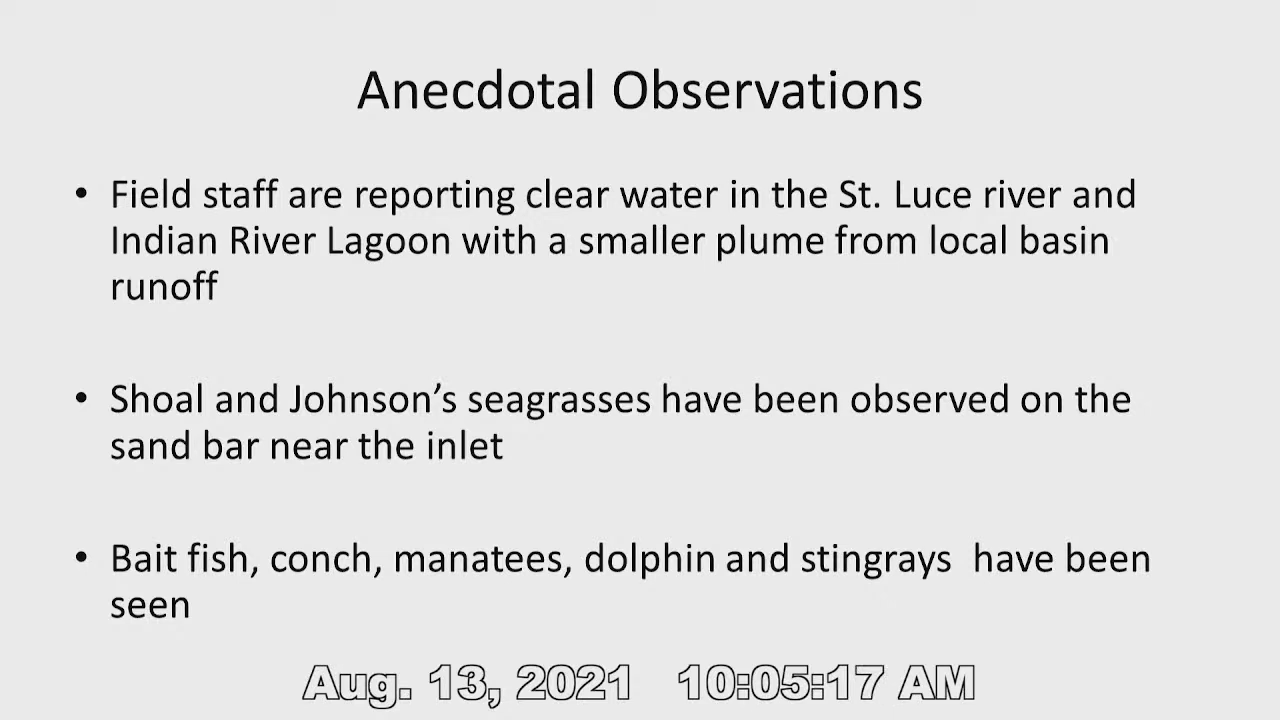 Anecdotal Observations
• Field staff are reporting clear water in the St. Luce river and
Indian River Lagoon with a smaller plume from local basin
runoff
• Shoal and Johnson’s seagrasses have been observed on the
sand bar near the inlet
• Bait fish, conch, manatees, dolphin and stingrays  have been
seen
Aug. 13, 2021   10:05:17 AM